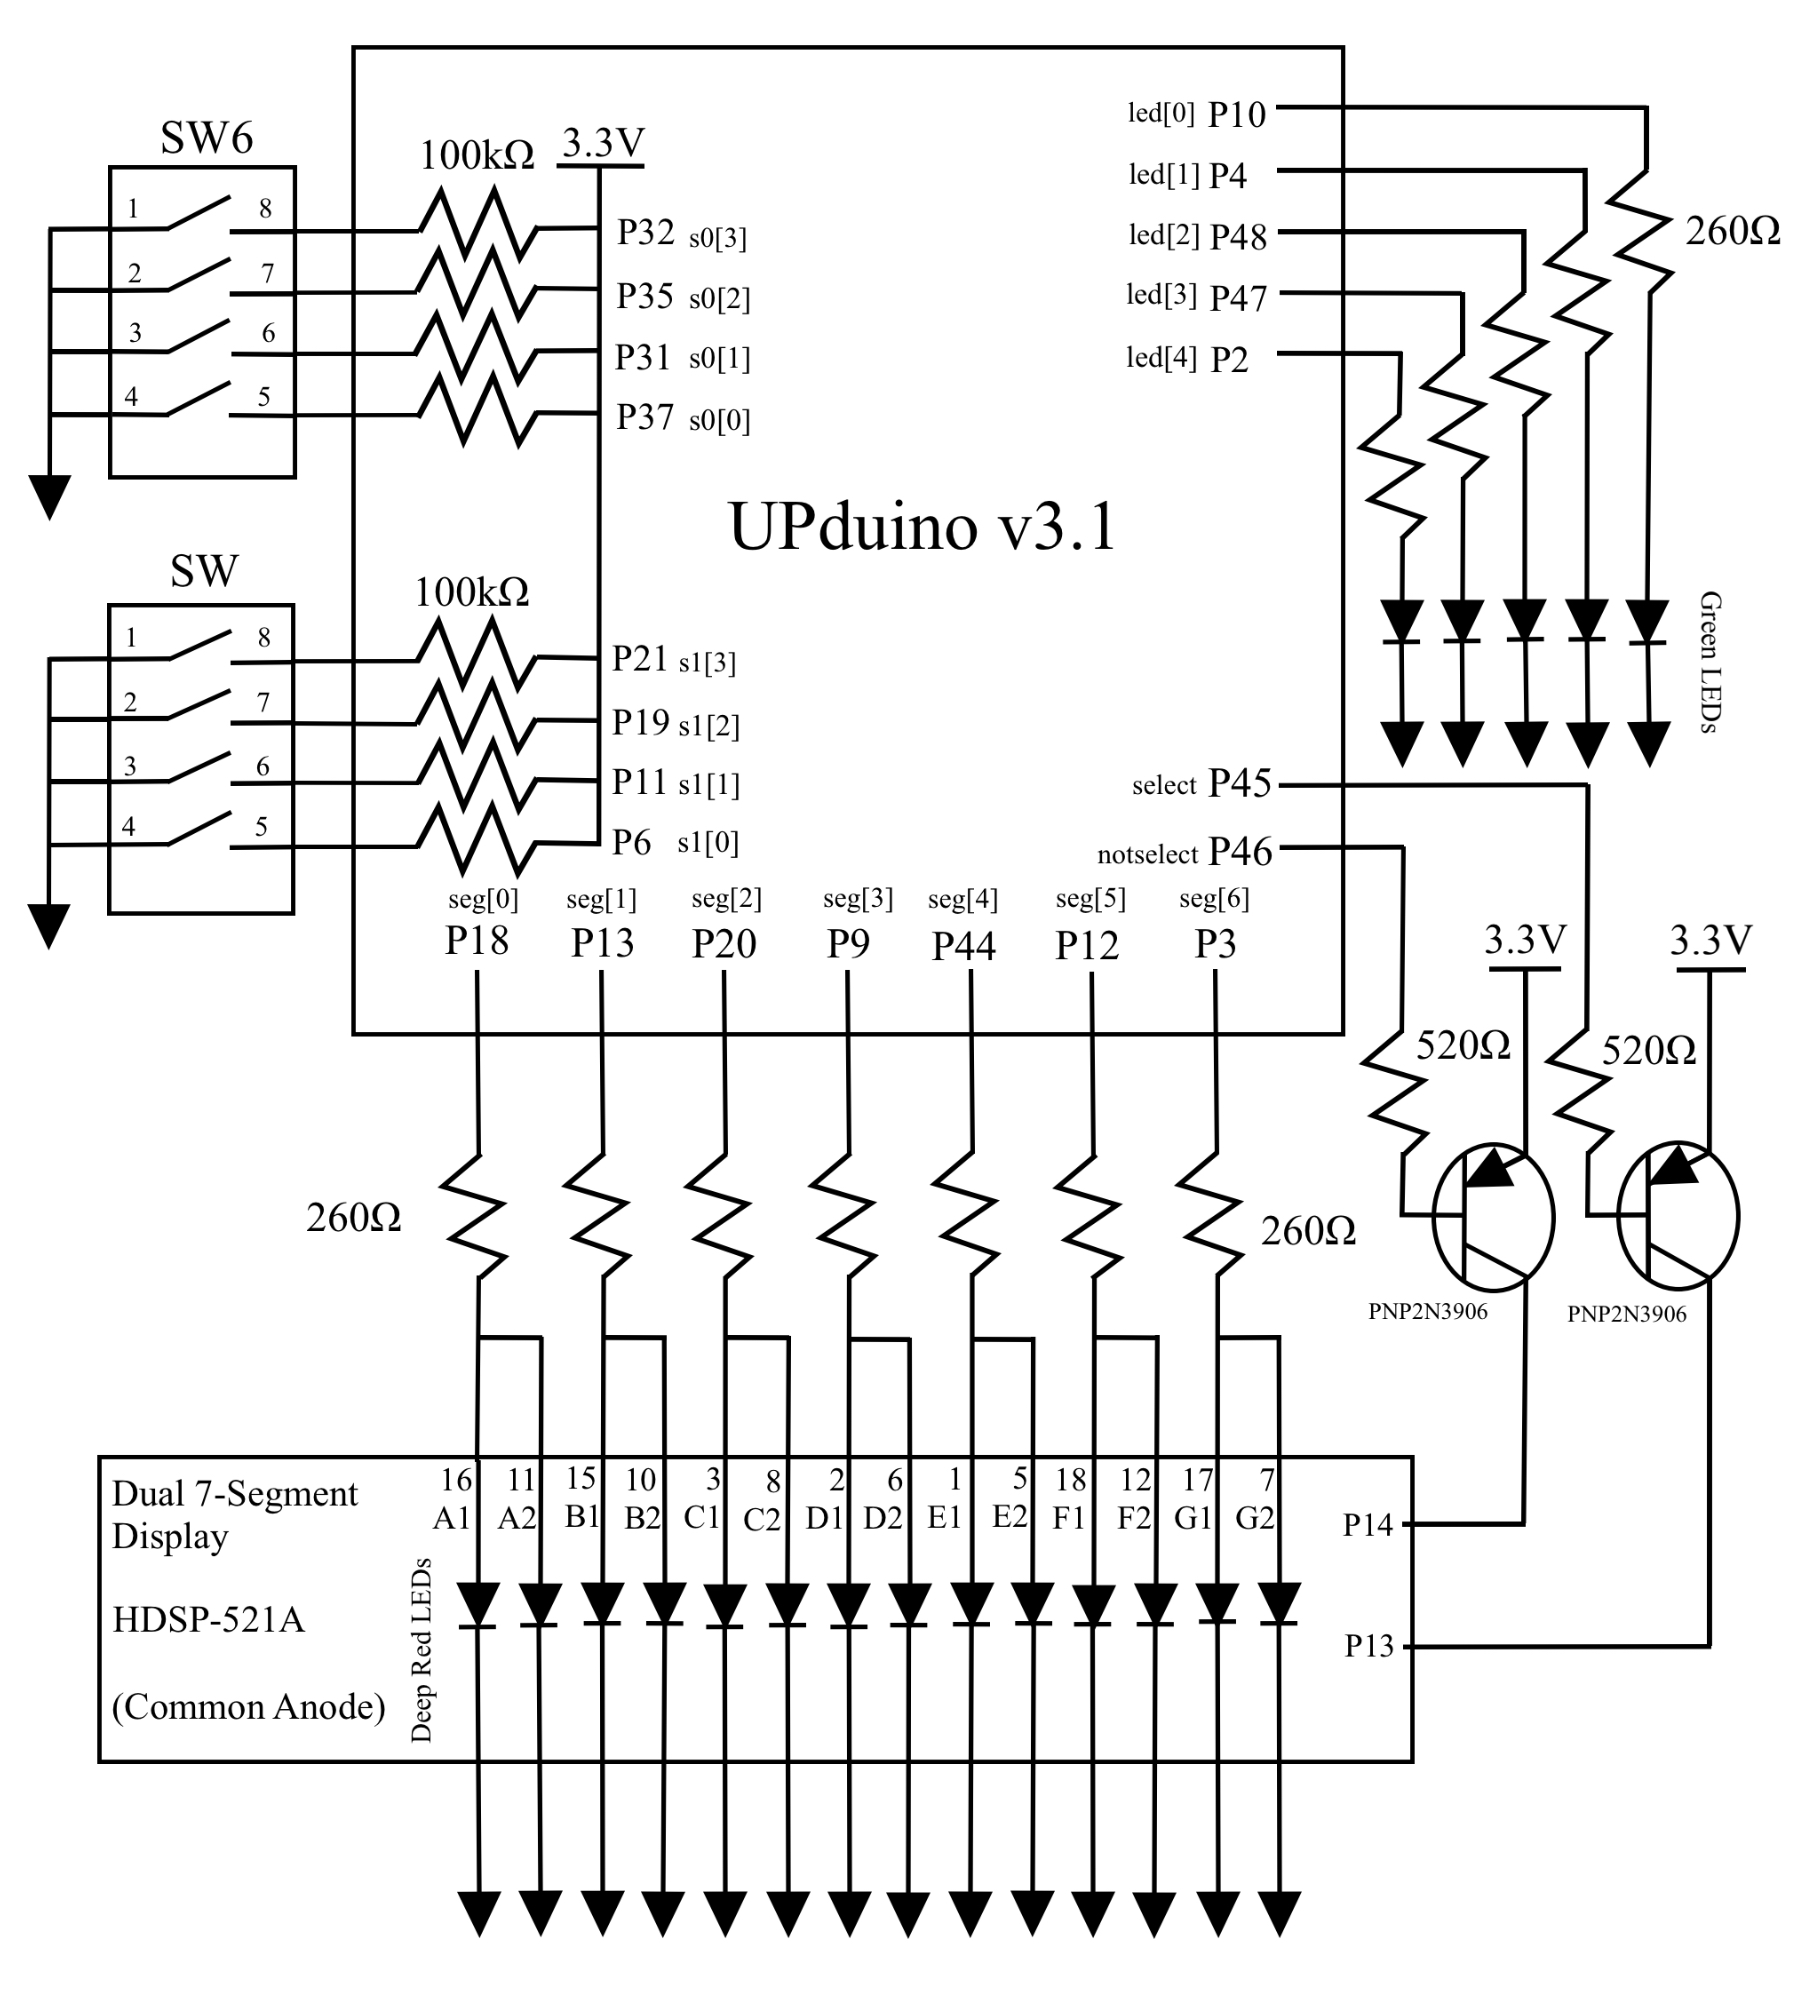 SW6
1 8
2 7
3 6
4 5
100kΩ 3.3V
P32 s0[3]
P35 s0[2]
P31 s0[1]
P37 s0[0]
led[0] P10
led[1] P4
led[2] P48
led[3] P47
led[4] P2
260Ω
UPduino v3.1
Green LEDs
SW
1 8
2 7
3 6
4 5
100kΩ
P21 s1[3]
P19 s1[2]
P11 s1[1]
P6 s1[0]
select P45
notselect P46
seg[0] seg[1] seg[2] seg[3] seg[4] seg[5] seg[6]
P18 P13 P20 P9 P44 P12 P3
3.3V 3.3V
520Ω 520Ω
260Ω 260Ω
PNP2N3906 PNP2N3906
Dual 7-Segment
Display
HDSP-521A
(Common Anode)
Deep Red LEDs
16 11 15 10 3 8 2 6 1 5 18 12 17 7
A1 A2 B1 B2 C1 C2 D1 D2 E1 E2 F1 F2 G1 G2
P14
P13